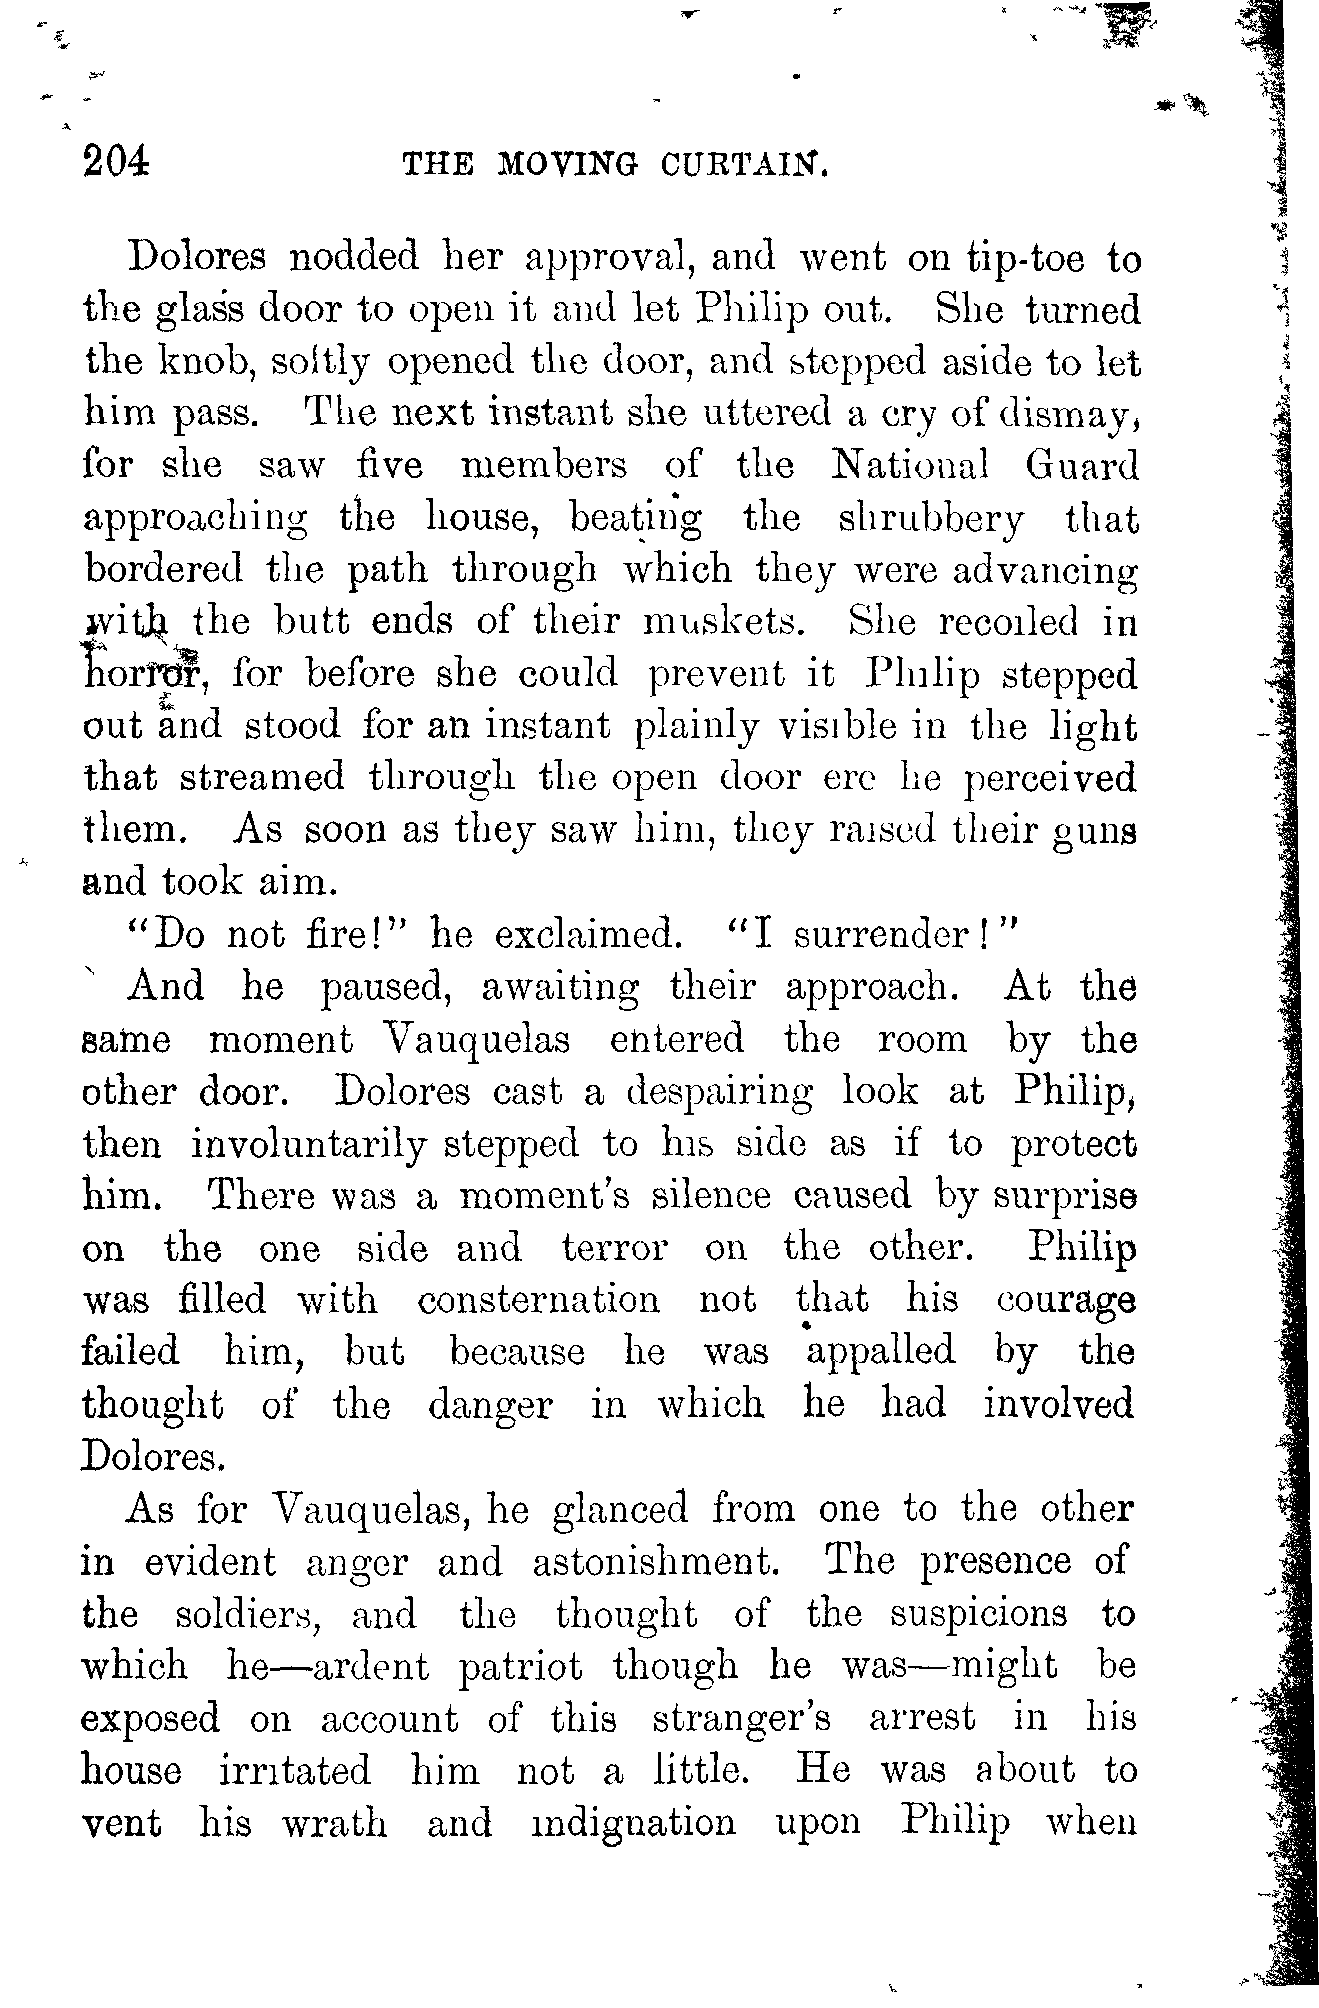 204 THE MOVING CURTAIN.
Dolores nodded her approval, and went on tip-toe to
the glass door to open it and let Philip out. She turned
the knob, softly opened the door, and stepped aside to let
him pass. The next instant she uttered a cry of dismay,
for she saw five members of the National Guard
approaching the house, beating the shrubbery that
bordered the path through which they were advancing
with the butt ends of their muskets. She recoiled in
horror, for before she could prevent it Philip stepped
out and stood for an instant plainly visible in the light
that streamed through the open door ere he perceived
them. As soon as they saw him, they raised their guns
and took aim.
"Do not fire!" he exclaimed. "I surrender!"
And he paused, awaiting their approach. At the
same moment Vauquelas entered the room by the
other door. Dolores cast a despairing look at Philip,
then involuntarily stepped to his side as if to protect
him. There was a moment's silence caused by surprise
on the one side and terror on the other. Philip
was filled with consternation not that his courage
failed him, but because he was appalled by the
thought of the danger in which he had involved
Dolores.
As for Vauquelas, he glanced from one to the other
in evident anger and astonishment. The presence of
the soldiers, and the thought of the suspicions to
which he—ardent patriot though he was—might be
exposed on account of this stranger's arrest in his
house irritated him not a little. He was about to
vent his wrath and indignation upon Philip when